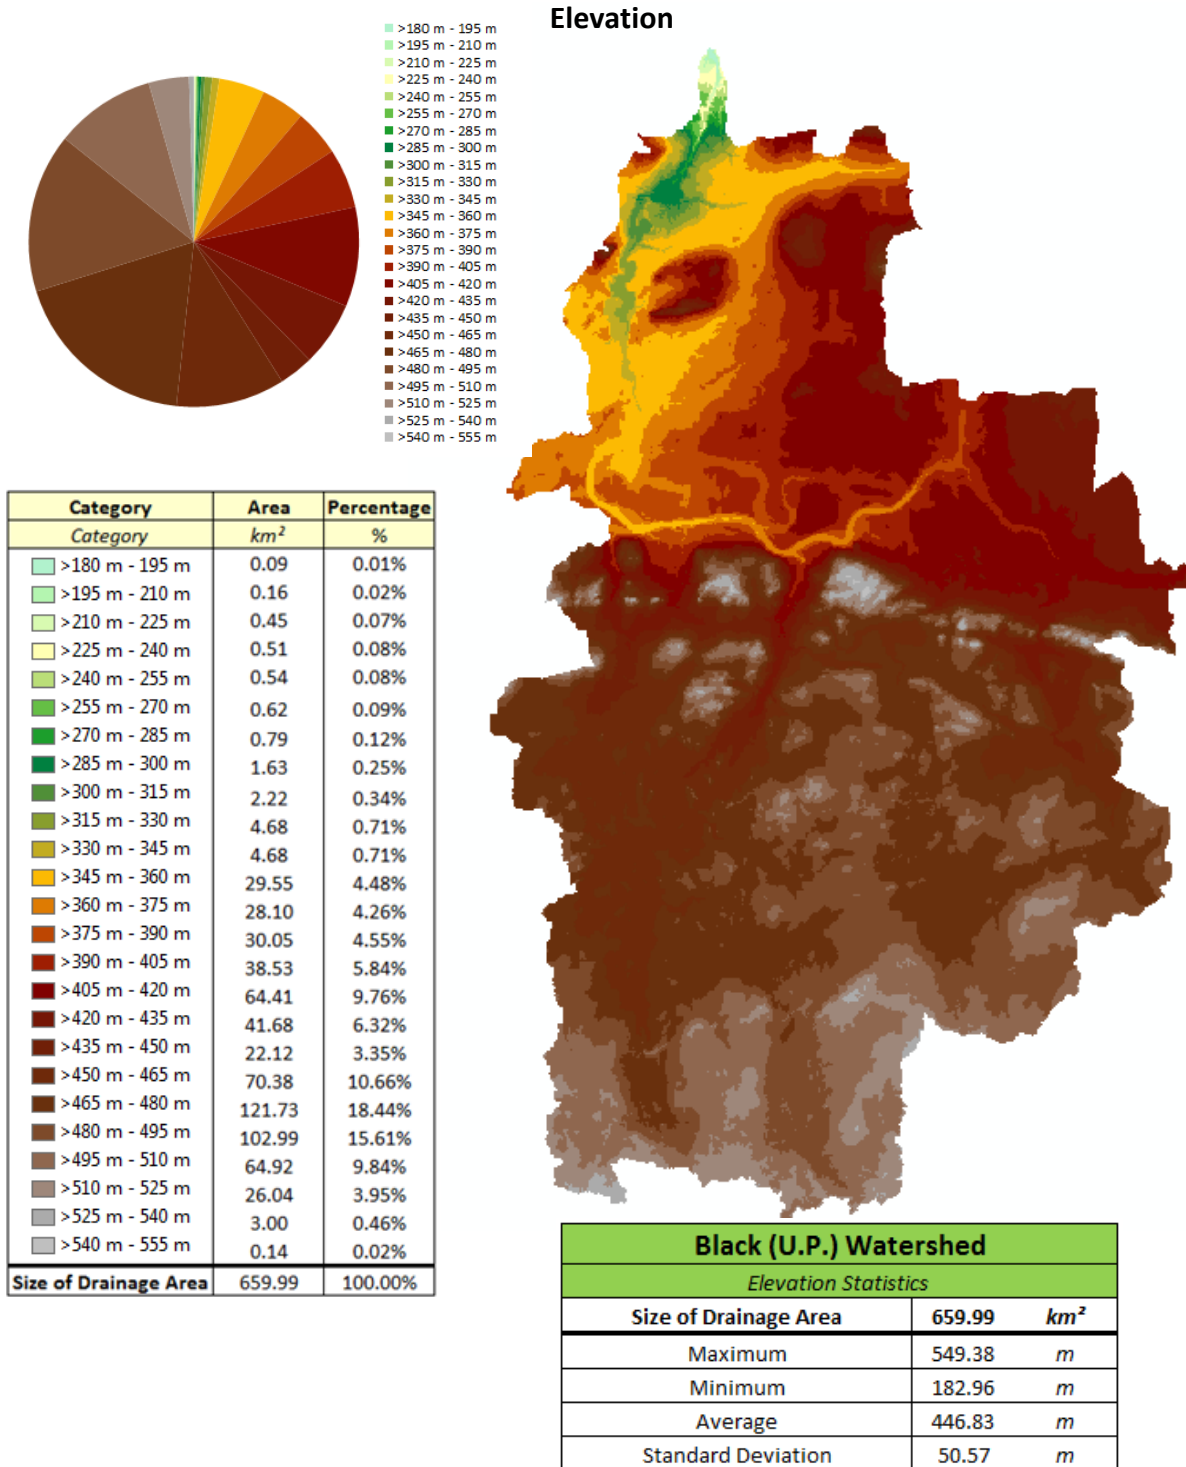 Elevation
>180 m - 195 m
>195 m - 210 m
>210 m - 225 m
>225 m - 240 m
>240 m - 255 m
>255 m - 270 m
>270 m - 285 m
>285 m - 300 m
>300 m - 315 m
>315 m - 330 m
>330 m - 345 m
>345 m - 360 m
>360 m - 375 m
>375 m - 390 m
>390 m - 405 m
>405 m - 420 m
>420 m - 435 m
>435 m - 450 m
>450 m - 465 m
>465 m - 480 m
>480 m - 495 m
>495 m - 510 m
>510 m - 525 m
>525 m - 540 m
>540 m - 555 m
Category Area Percentage
Category km² %
>180 m - 195 m 0.09 0.01%
>195 m - 210 m 0.16 0.02%
>210 m - 225 m 0.45 0.07%
>225 m - 240 m 0.51 0.08%
>240 m - 255 m 0.54 0.08%
>255 m - 270 m 0.62 0.09%
>270 m - 285 m 0.79 0.12%
>285 m - 300 m 1.63 0.25%
>300 m - 315 m 2.22 0.34%
>315 m - 330 m 4.68 0.71%
>330 m - 345 m 4.68 0.71%
>345 m - 360 m 29.55 4.48%
>360 m - 375 m 28.10 4.26%
>375 m - 390 m 30.05 4.55%
>390 m - 405 m 38.53 5.84%
>405 m - 420 m 64.41 9.76%
>420 m - 435 m 41.68 6.32%
>435 m - 450 m 22.12 3.35%
>450 m - 465 m 70.38 10.66%
>465 m - 480 m 121.73 18.44%
>480 m - 495 m 102.99 15.61%
>495 m - 510 m 64.92 9.84%
>510 m - 525 m 26.04 3.95%
>525 m - 540 m 3.00 0.46%
>540 m - 555 m 0.14 0.02%
Size of Drainage Area 659.99 100.00%
Black (U.P.) Watershed
Elevation Statistics
Size of Drainage Area 659.99 km²
Maximum 549.38 m
Minimum 182.96 m
Average 446.83 m
Standard Deviation 50.57 m